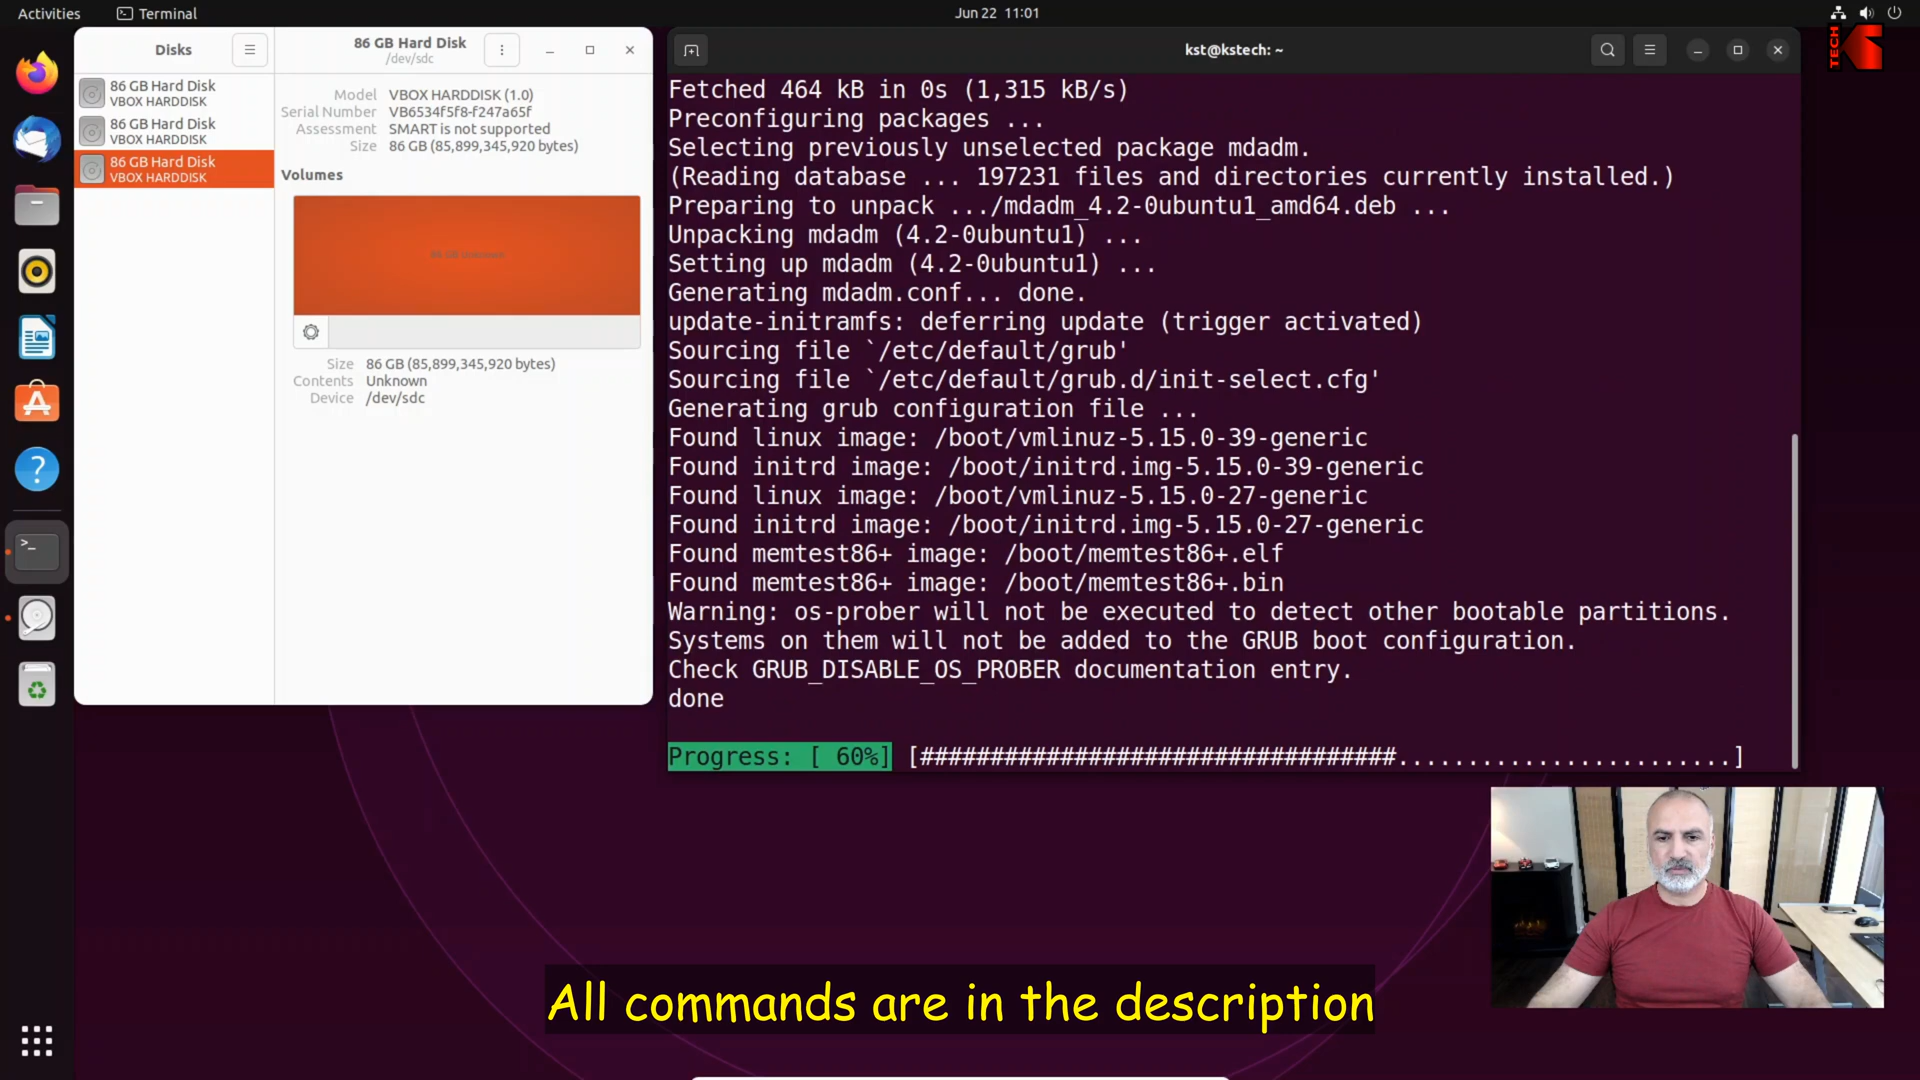 Activities
Terminal
Jun 22 11:01
TECH
Disks
86 GB Hard Disk
/dev/sdc
86 GB Hard Disk
VBOX HARDDISK
86 GB Hard Disk
VBOX HARDDISK
86 GB Hard Disk
VBOX HARDDISK
Model VBOX HARDDISK (1.0)
Serial Number VB6534f5f8-f247a65f
Assessment SMART is not supported
Size 86 GB (85,899,345,920 bytes)
Volumes
Size 86 GB (85,899,345,920 bytes)
Contents Unknown
Device /dev/sdc
kst@kstech: ~
Fetched 464 kB in 0s (1,315 kB/s)
Preconfiguring packages ...
Selecting previously unselected package mdadm.
(Reading database ... 197231 files and directories currently installed.)
Preparing to unpack .../mdadm_4.2-0ubuntu1_amd64.deb ...
Unpacking mdadm (4.2-0ubuntu1) ...
Setting up mdadm (4.2-0ubuntu1) ...
Generating mdadm.conf... done.
update-initramfs: deferring update (trigger activated)
Sourcing file `/etc/default/grub'
Sourcing file `/etc/default/grub.d/init-select.cfg'
Generating grub configuration file ...
Found linux image: /boot/vmlinuz-5.15.0-39-generic
Found initrd image: /boot/initrd.img-5.15.0-39-generic
Found linux image: /boot/vmlinuz-5.15.0-27-generic
Found initrd image: /boot/initrd.img-5.15.0-27-generic
Found memtest86+ image: /boot/memtest86+.elf
Found memtest86+ image: /boot/memtest86+.bin
Warning: os-prober will not be executed to detect other bootable partitions.
Systems on them will not be added to the GRUB boot configuration.
Check GRUB_DISABLE_OS_PROBER documentation entry.
done
Progress: [ 60%] [##################################........................]
All commands are in the description